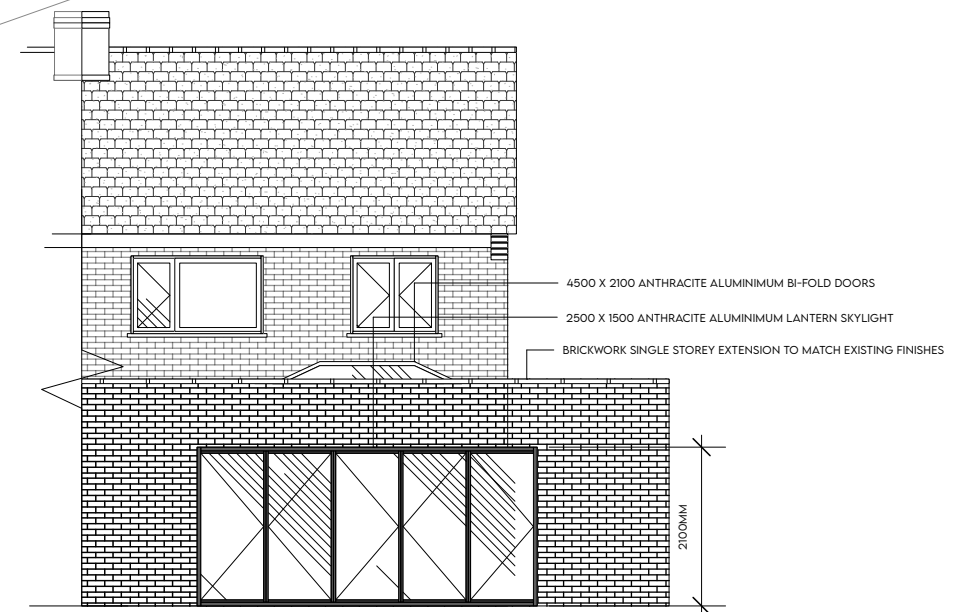 4500 X 2100 ANTHRACITE ALUMINIMUM BI-FOLD DOORS
2500 X 1500 ANTHRACITE ALUMINIMUM LANTERN SKYLIGHT
BRICKWORK SINGLE STOREY EXTENSION TO MATCH EXISTING FINISHES
2100MM